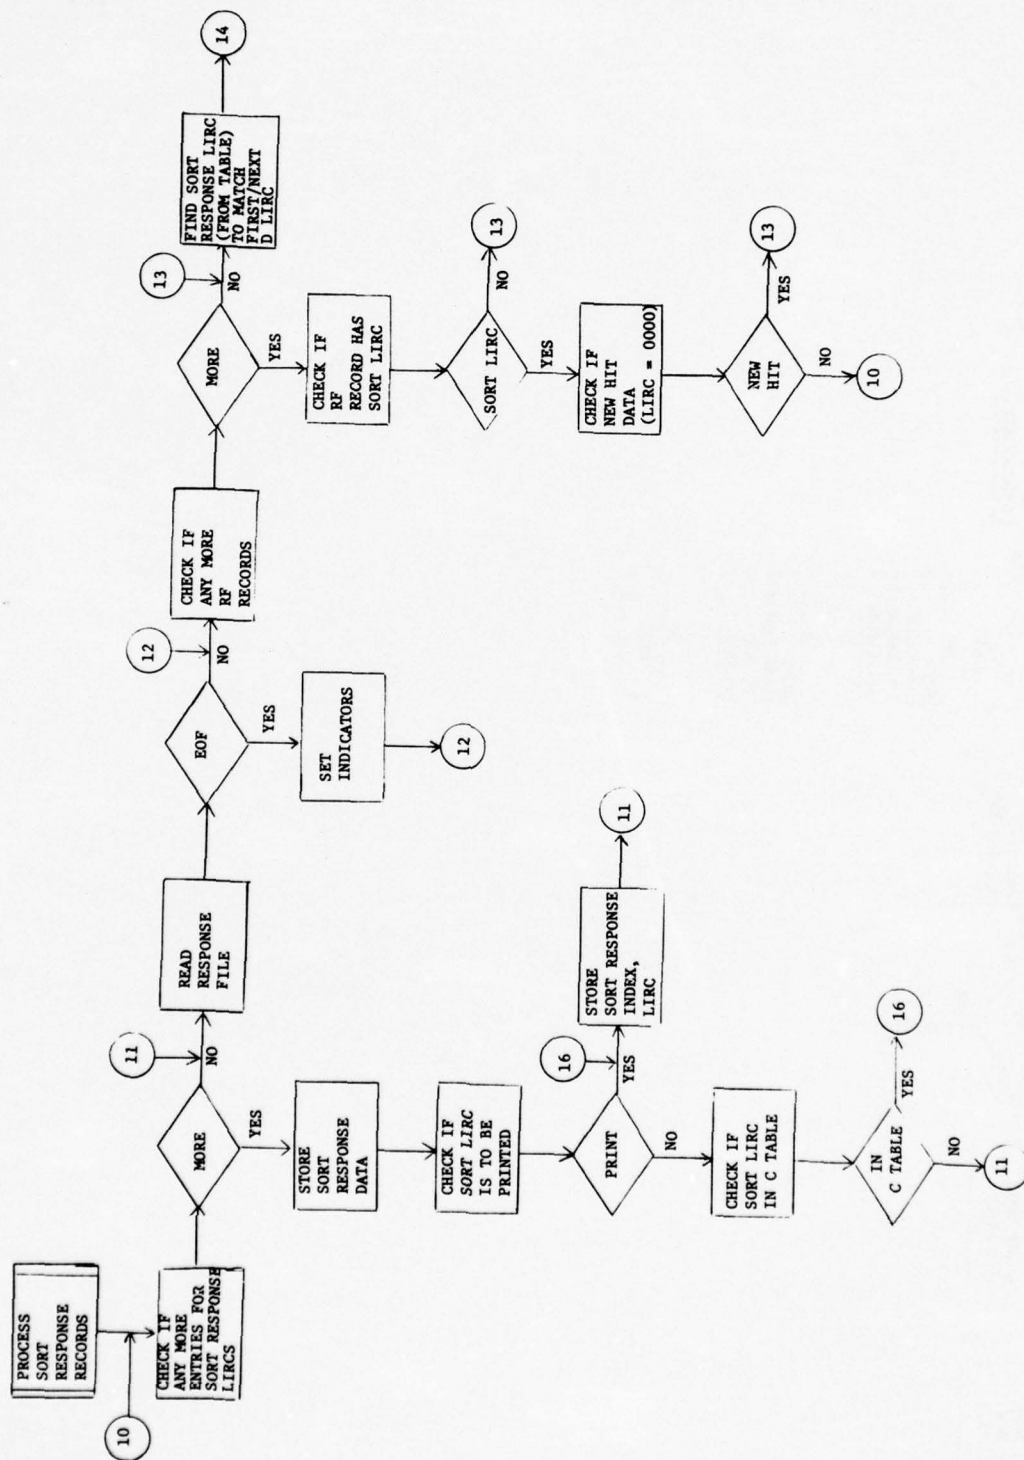 PROCESS
SORT
RESPONSE
RECORDS
10
CHECK IF
ANY MORE
ENTRIES FOR
SORT RESPONSE
LIRCS
MORE
NO
11
READ
RESPONSE
FILE
EOF
NO
12
CHECK IF
ANY MORE
RF
RECORDS
MORE
NO
13
FIND SORT
RESPONSE LIRC
(FROM TABLE)
TO MATCH
FIRST/NEXT
D LIRC
14
YES
STORE
SORT
RESPONSE
DATA
CHECK IF
SORT LIRC
IS TO BE
PRINTED
PRINT
YES
16
STORE
SORT RESPONSE
INDEX,
LIRC
11
NO
CHECK IF
SORT LIRC
IN C TABLE
IN
C TABLE
YES
16
NO
11
YES
SET
INDICATORS
12
YES
CHECK IF
RF
RECORD HAS
SORT LIRC
SORT LIRC
NO
13
YES
CHECK IF
NEW HIT
DATA
(LIRC = 0000)
NEW
HIT
YES
13
NO
10